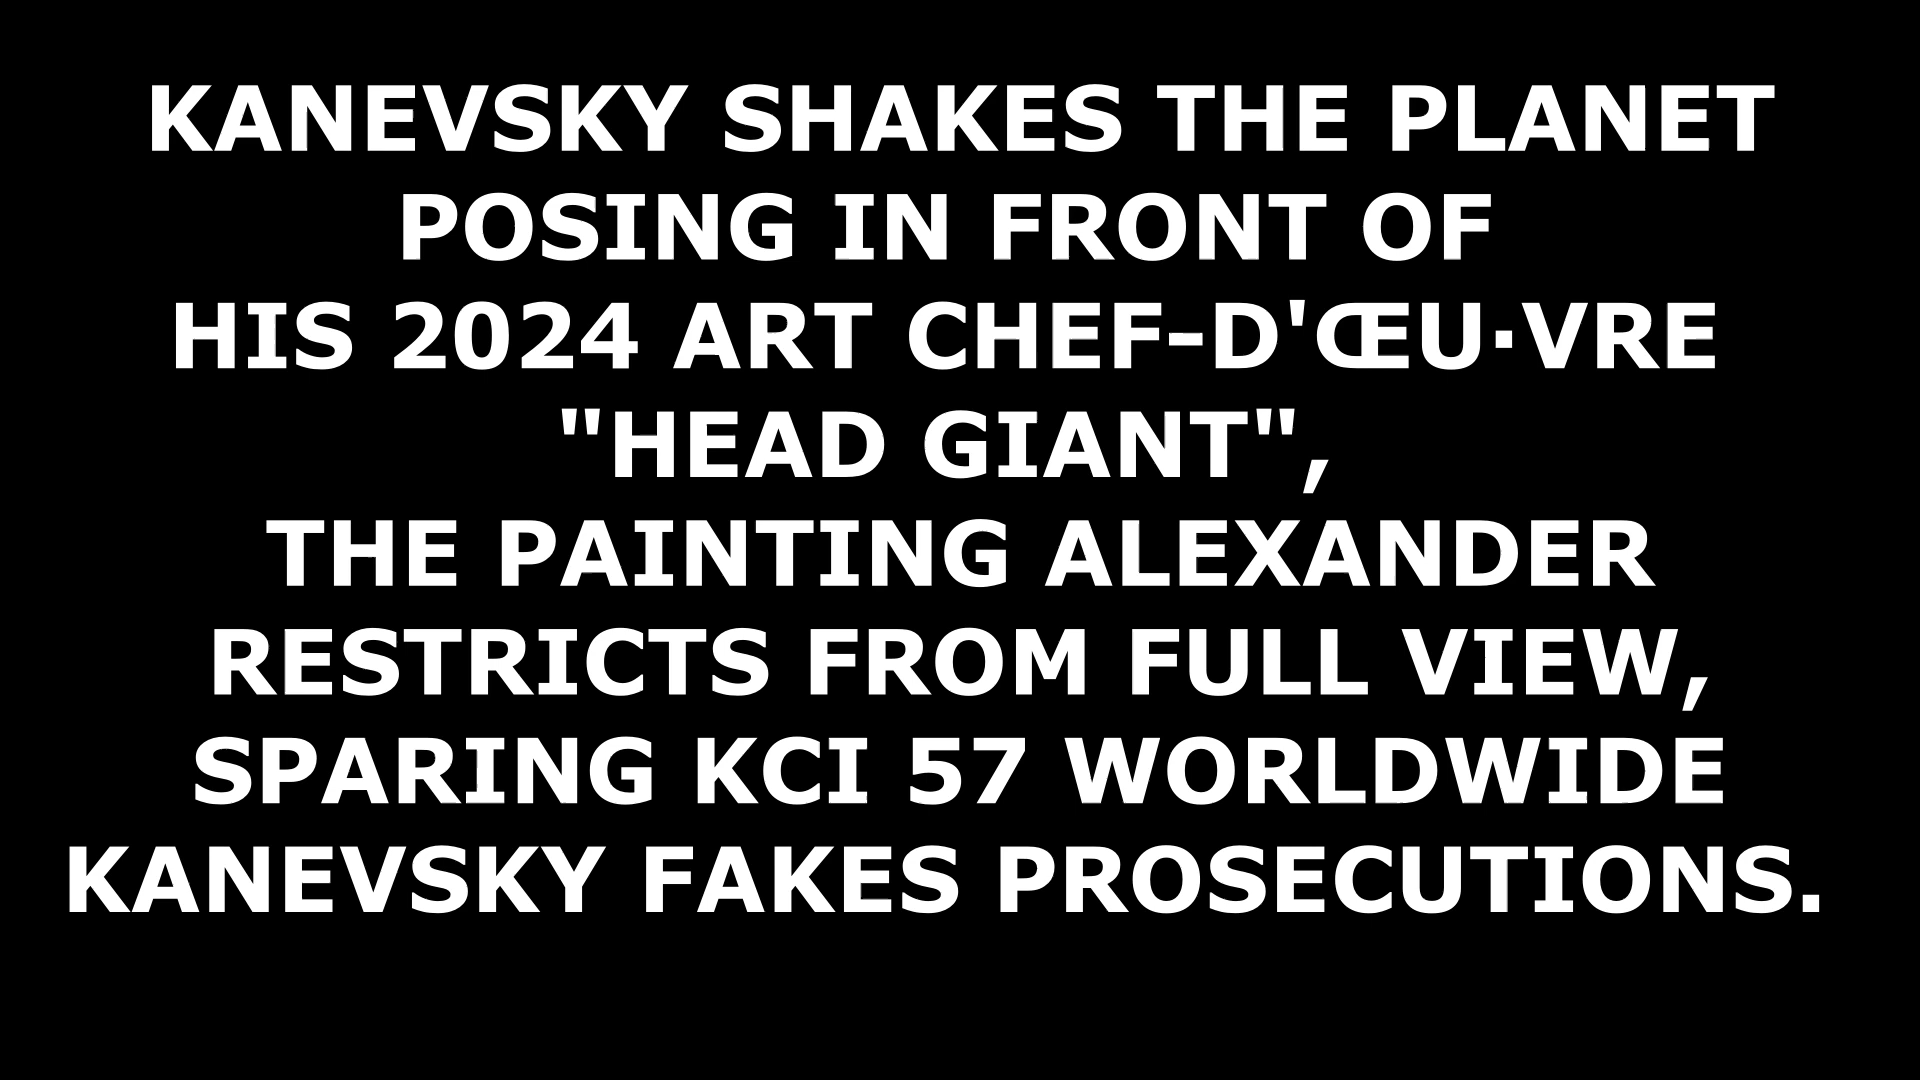 KANEVSKY SHAKES THE PLANET
POSING IN FRONT OF
HIS 2024 ART CHEF-D'ŒU·VRE
"HEAD GIANT",
THE PAINTING ALEXANDER
RESTRICTS FROM FULL VIEW,
SPARING KCI 57 WORLDWIDE
KANEVSKY FAKES PROSECUTIONS.